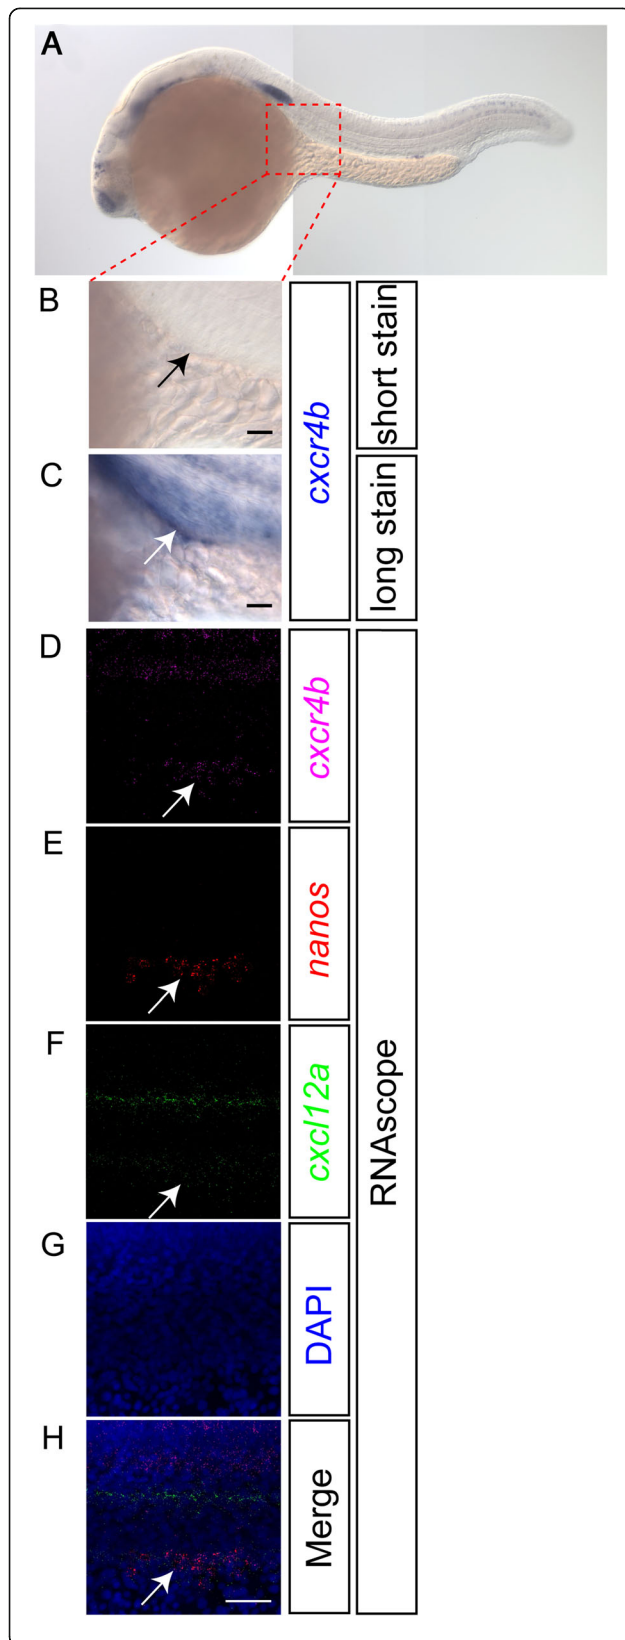 A
B
short stain
cxcr4b
C
long stain
D
cxcr4b
E
nanos
F
cxcl12a
RNAscope
G
DAPI
H
Merge